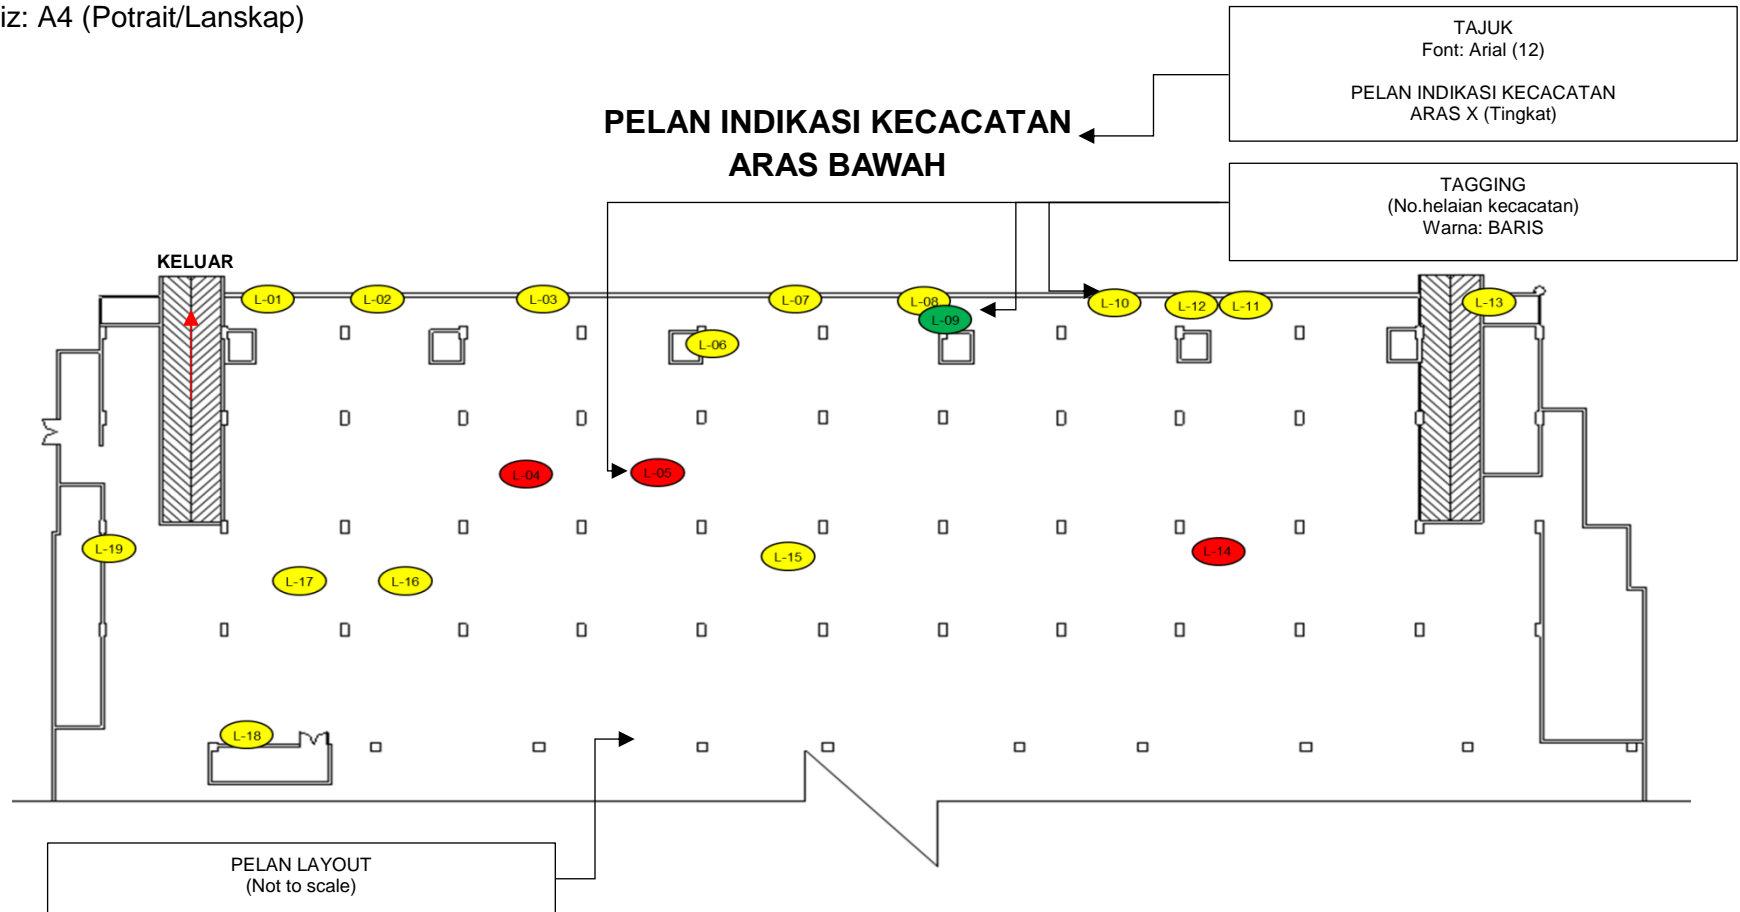 iz: A4 (Potrait/Lanskap)
TAJUK
Font: Arial (12)
PELAN INDIKASI KECACATAN
ARAS X (Tingkat)
PELAN INDIKASI KECACATAN
ARAS BAWAH
TAGGING
(No.helaian kecacatan)
Warna: BARIS
KELUAR
L-01
L-02
L-03
L-07
L-08
L-09
L-10
L-12
L-11
L-13
L-06
L-04
L-05
L-19
L-17
L-16
L-15
L-14
L-18
PELAN LAYOUT
(Not to scale)